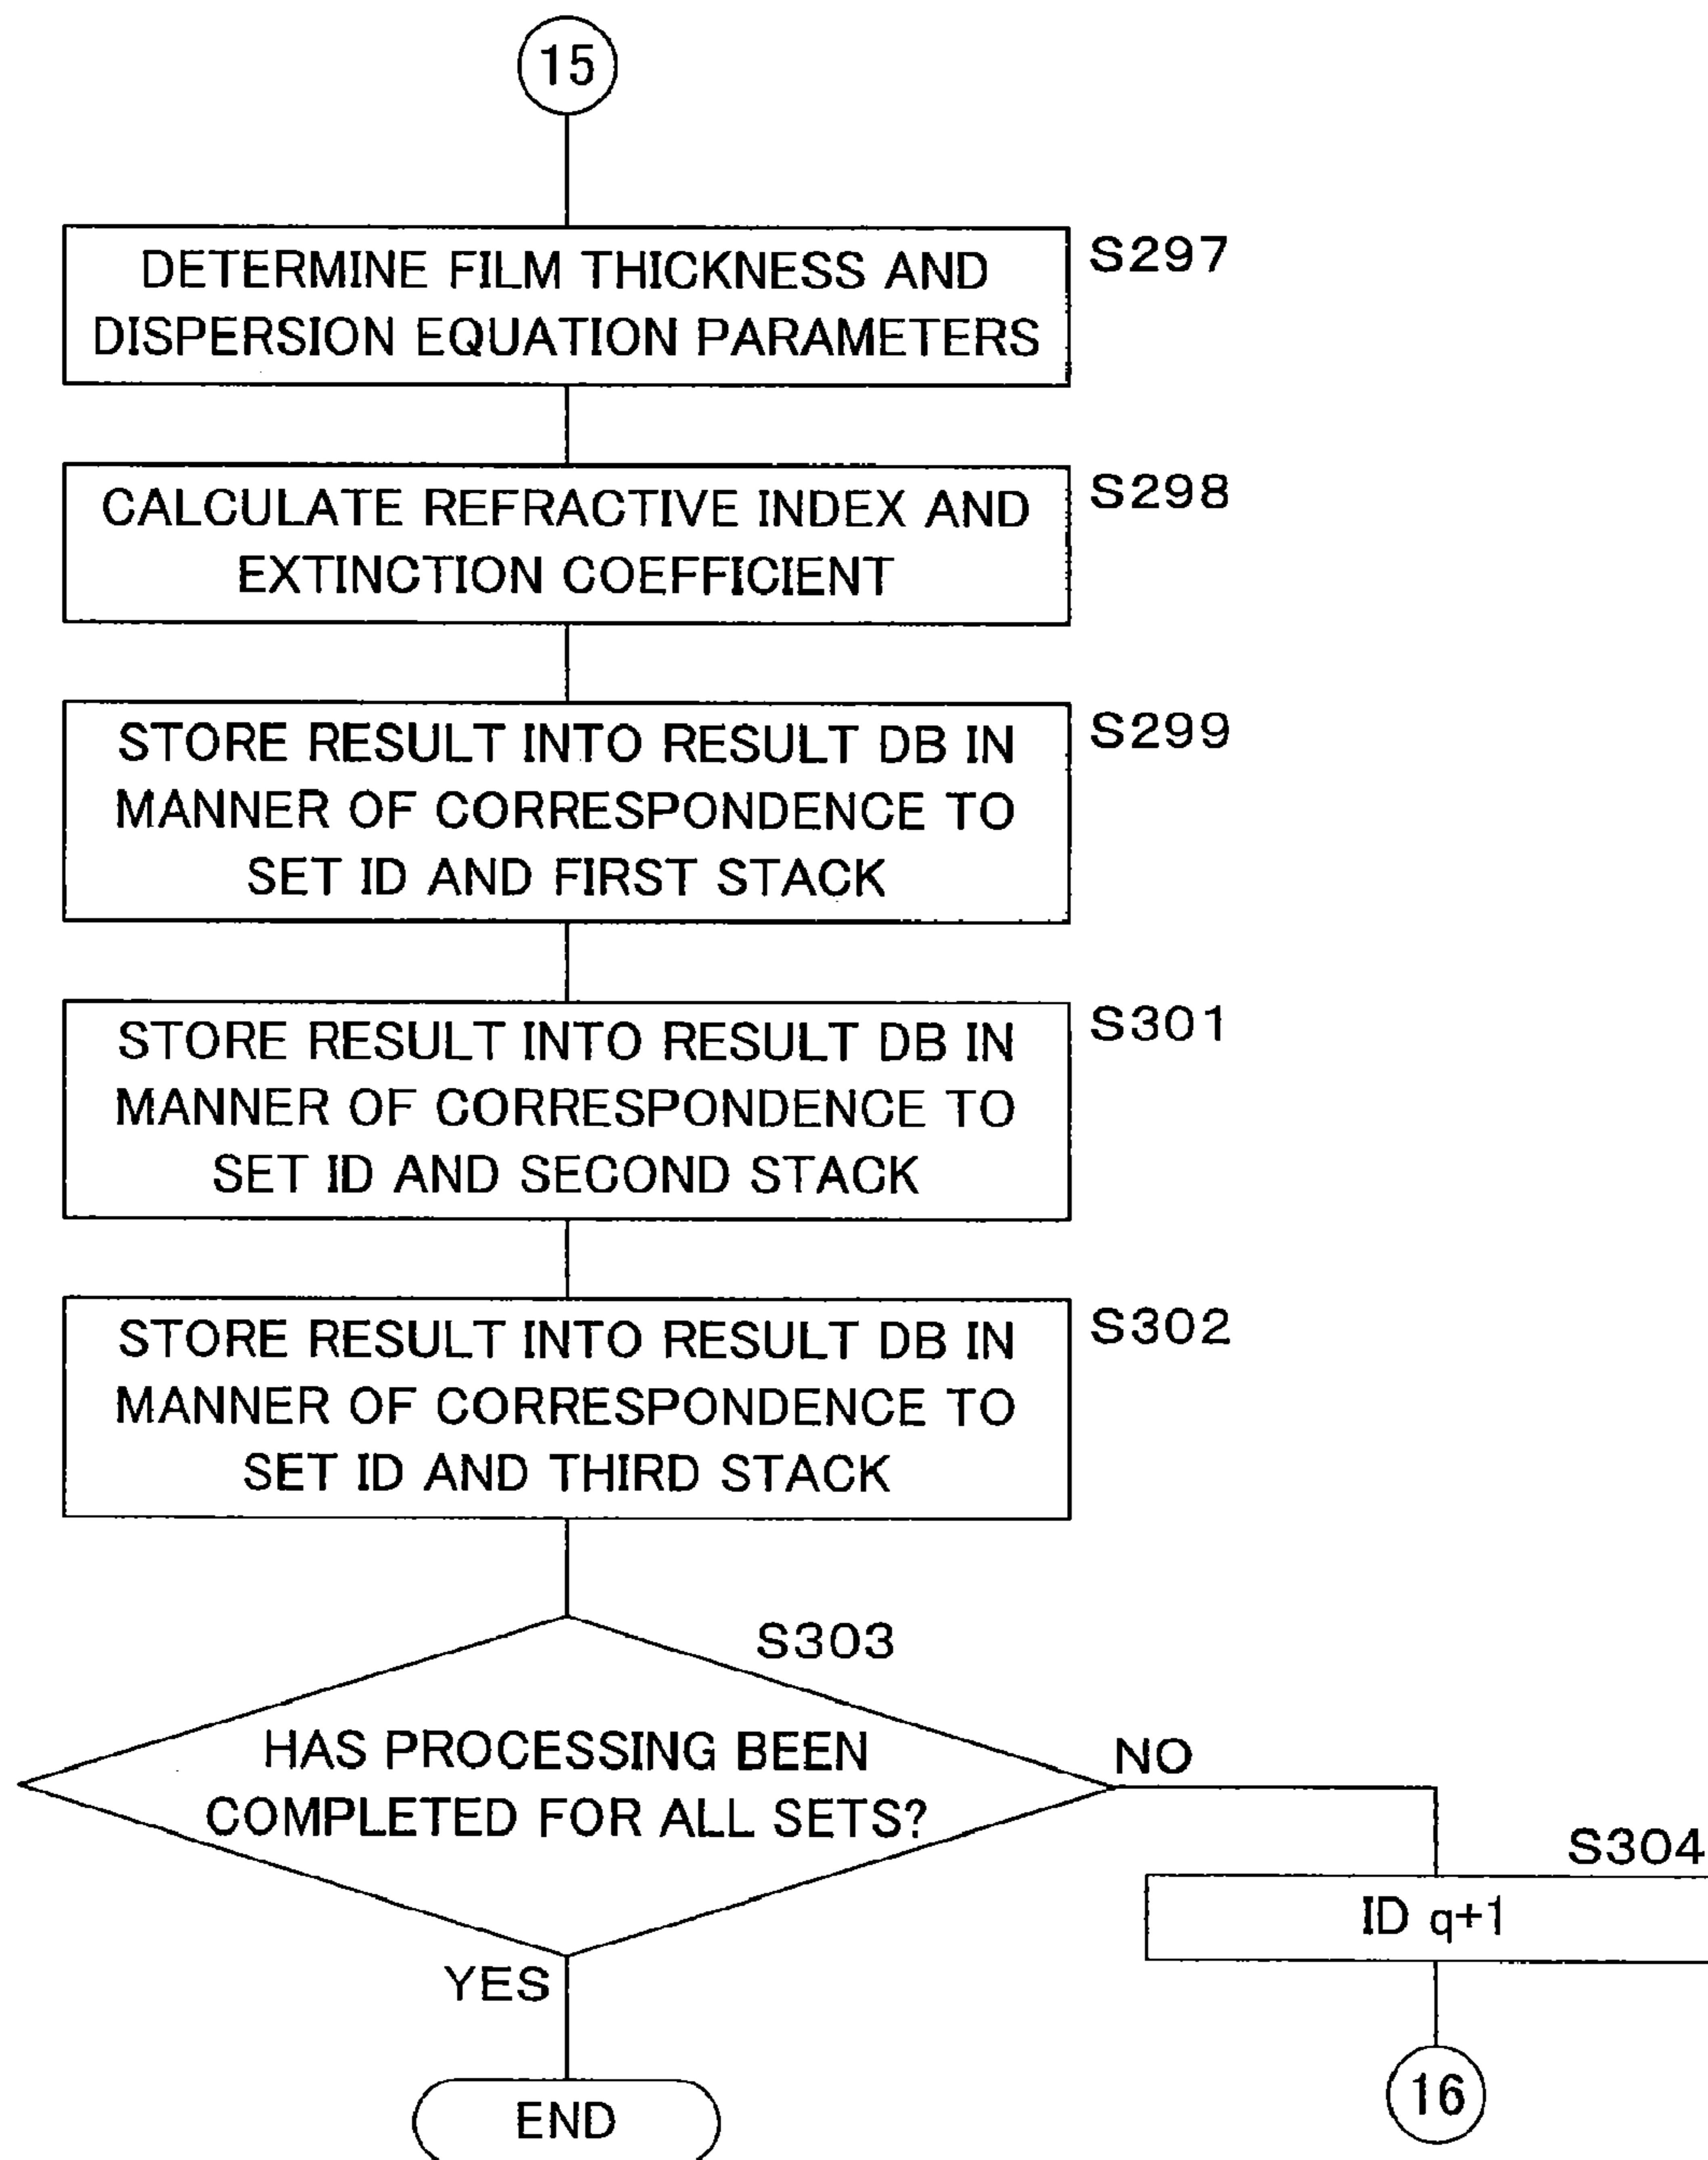 15
DETERMINE FILM THICKNESS AND
DISPERSION EQUATION PARAMETERS
S297
CALCULATE REFRACTIVE INDEX AND
EXTINCTION COEFFICIENT
S298
STORE RESULT INTO RESULT DB IN
MANNER OF CORRESPONDENCE TO
SET ID AND FIRST STACK
S299
STORE RESULT INTO RESULT DB IN
MANNER OF CORRESPONDENCE TO
SET ID AND SECOND STACK
S301
STORE RESULT INTO RESULT DB IN
MANNER OF CORRESPONDENCE TO
SET ID AND THIRD STACK
S302
S303
HAS PROCESSING BEEN
COMPLETED FOR ALL SETS?
NO
S304
ID q+1
YES
END
16